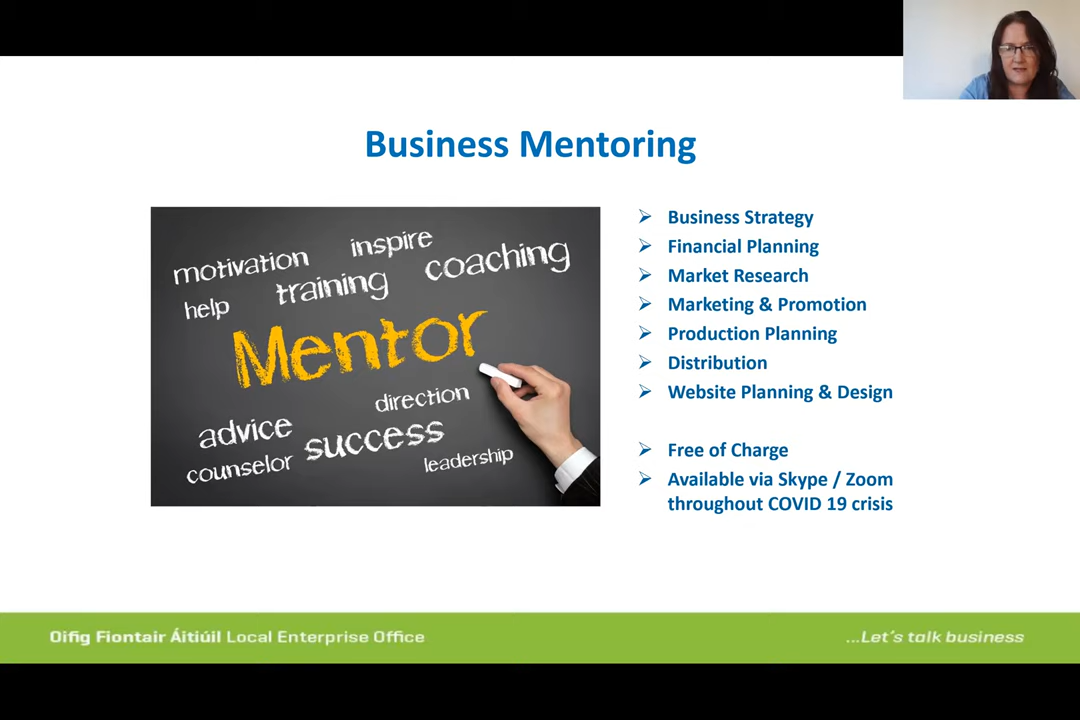 Business Mentoring
motivation
inspire
coaching
help
training
Mentor
direction
advice
success
counselor
leadership
Business Strategy
Financial Planning
Market Research
Marketing & Promotion
Production Planning
Distribution
Website Planning & Design
Free of Charge
Available via Skype / Zoom
throughout COVID 19 crisis
Oifig Fiontair Áitiúil Local Enterprise Office
...Let's talk business